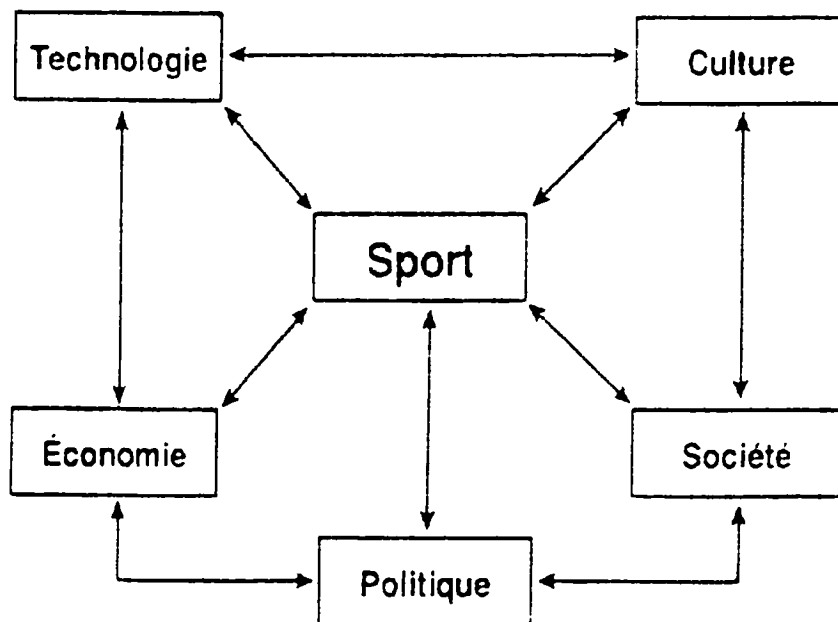 Technologie
Culture
Sport
Économie
Société
Politique